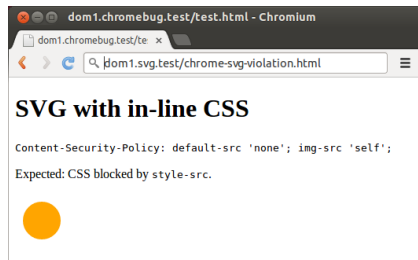 dom1.chromebug.test/test.html - Chromium
dom1.chromebug.test/te
dom1.svg.test/chrome-svg-violation.html
SVG with in-line CSS
Content-Security-Policy: default-src 'none'; img-src 'self';
Expected: CSS blocked by style-src.